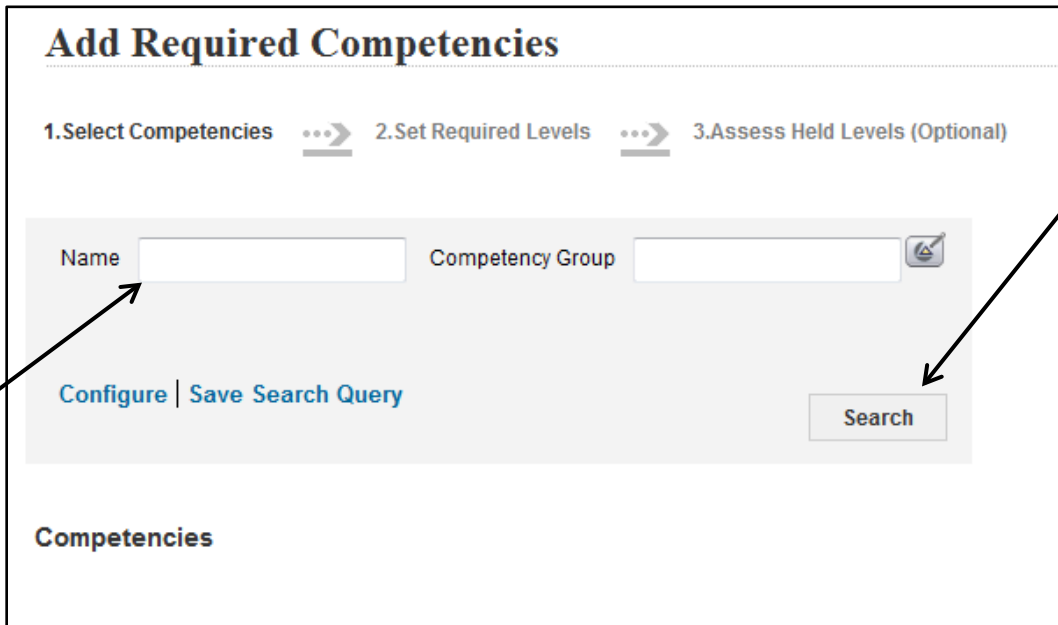 Add Required Competencies
1.Select Competencies 2.Set Required Levels 3.Assess Held Levels (Optional)
Name Competency Group
Configure | Save Search Query
Search
Competencies